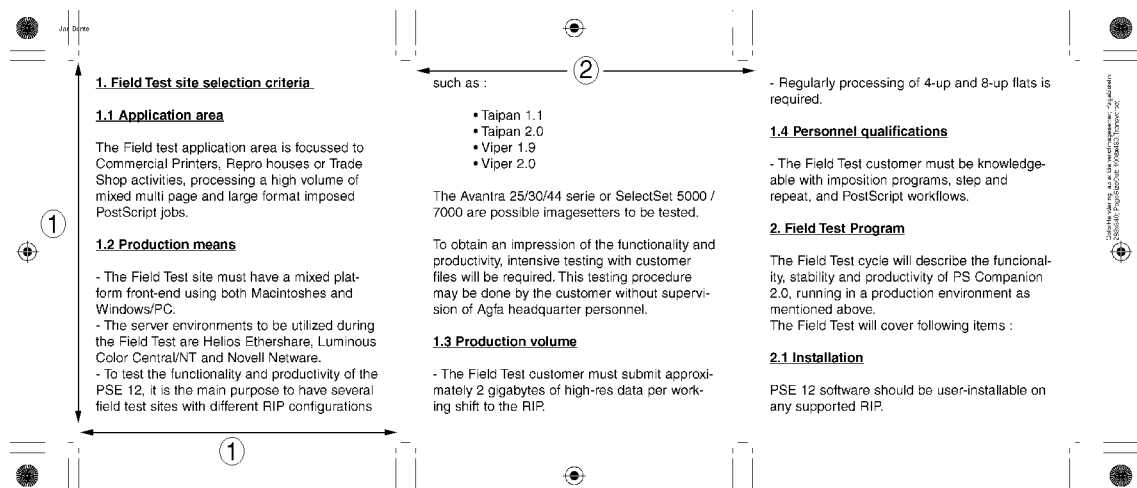 Jan Dente
1. Field Test site selection criteria
1.1 Application area
The Field test application area is focussed to
Commercial Printers, Repro houses or Trade
Shop activities, processing a high volume of
mixed multi page and large format imposed
PostScript jobs.
1
1.2 Production means
- The Field Test site must have a mixed plat-
form front-end using both Macintoshes and
Windows/PC.
- The server environments to be utilized during
the Field Test are Helios Ethershare, Luminous
Color Central/NT and Novell Netware.
- To test the functionality and productivity of the
PSE 12, it is the main purpose to have several
field test sites with different RIP configurations
1
2
such as :
• Taipan 1.1
• Taipan 2.0
• Viper 1.9
• Viper 2.0
The Avantra 25/30/44 serie or SelectSet 5000 /
7000 are possible imagesetters to be tested.
To obtain an impression of the functionality and
productivity, intensive testing with customer
files will be required. This testing procedure
may be done by the customer without supervi-
sion of Agfa headquarter personnel.
1.3 Production volume
- The Field Test customer must submit approxi-
mately 2 gigabytes of high-res data per work-
ing shift to the RIP.
- Regularly processing of 4-up and 8-up flats is
required.
1.4 Personnel qualifications
- The Field Test customer must be knowledge-
able with imposition programs, step and
repeat, and PostScript workflows.
2. Field Test Program
The Field Test cycle will describe the funcional-
ity, stability and productivity of PS Companion
2.0, running in a production environment as
mentioned above.
The Field Test will cover following items :
2.1 Installation
PSE 12 software should be user-installable on
any supported RIP.